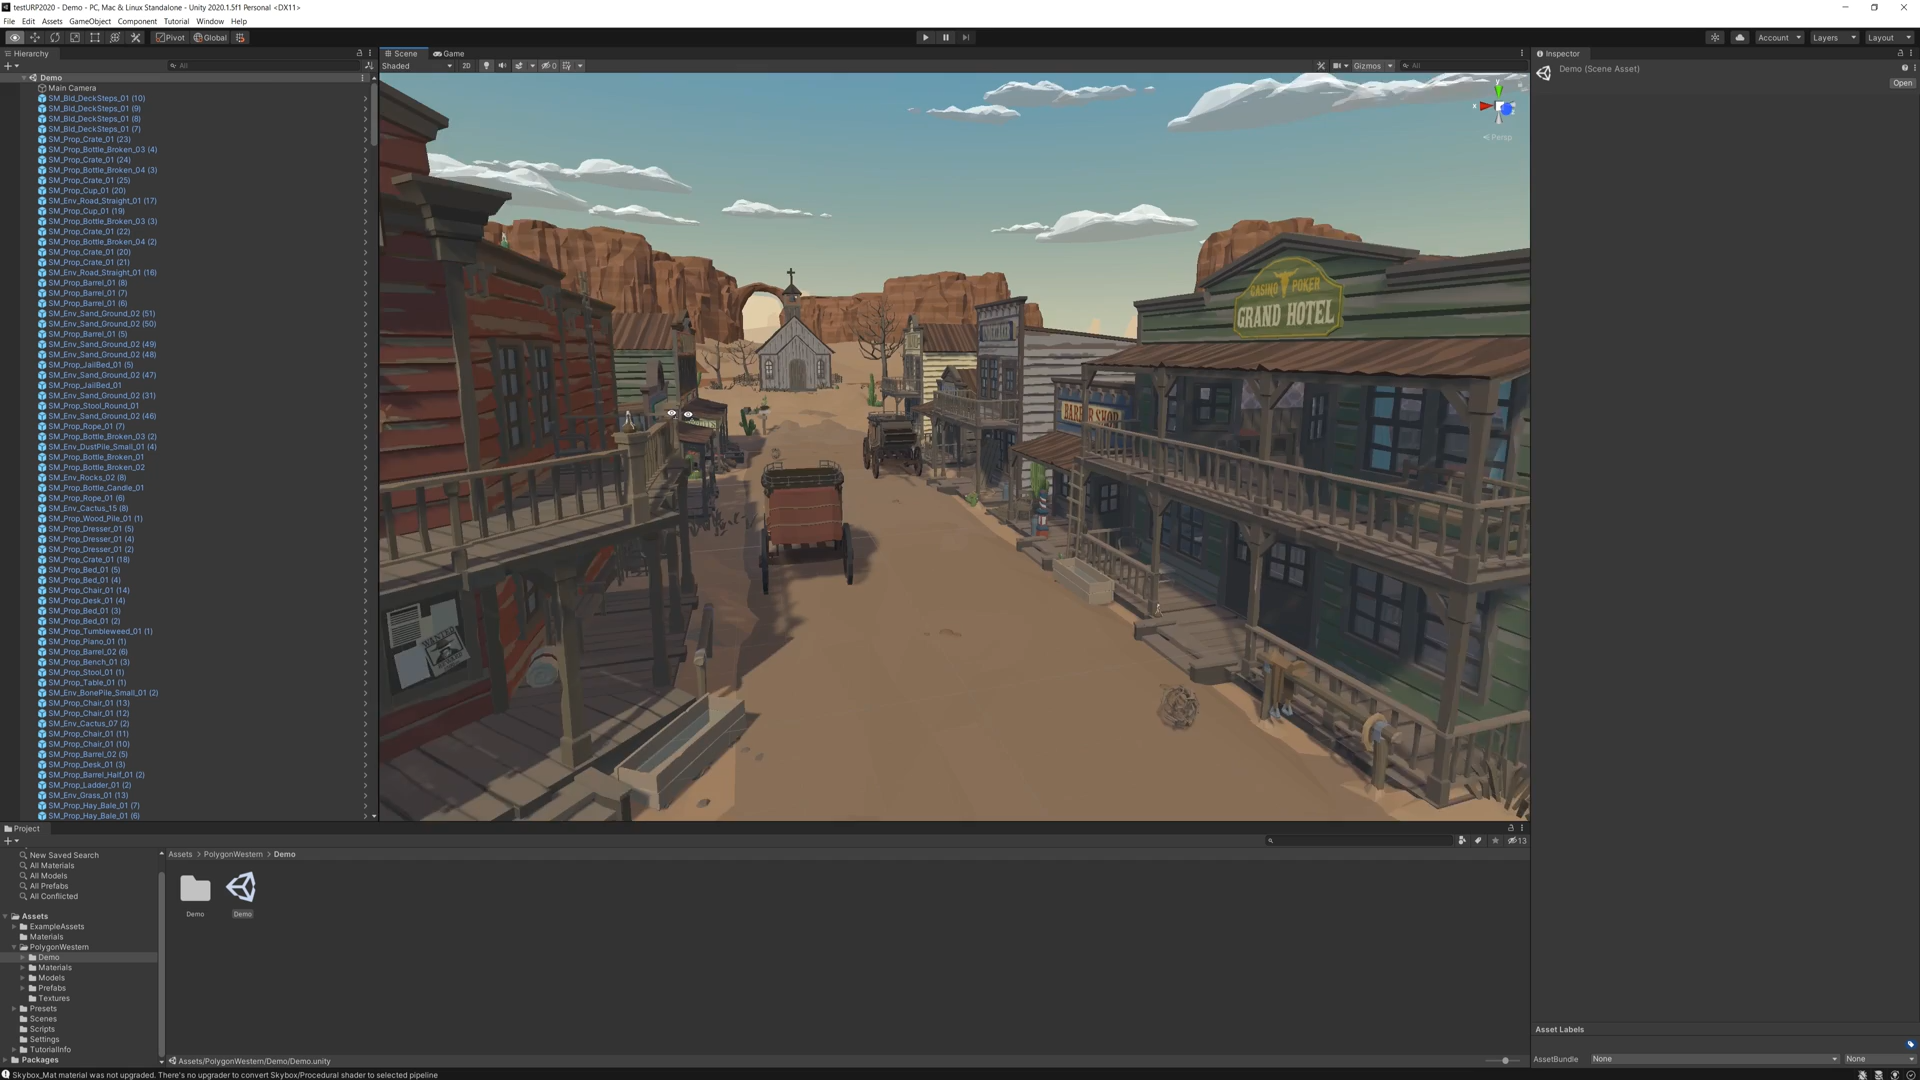 testURP2020 - Demo - PC, Mac & Linux Standalone - Unity 2020.1.5f1 Personal <DX11>
File Edit Assets GameObject Component Tutorial Window Help
Pivot Global
Account Layers Layout
Hierarchy
All
Demo
Main Camera
SM_Bld_DeckSteps_01 (10)
SM_Bld_DeckSteps_01 (9)
SM_Bld_DeckSteps_01 (8)
SM_Bld_DeckSteps_01 (7)
SM_Prop_Crate_01 (23)
SM_Prop_Bottle_Broken_03 (4)
SM_Prop_Crate_01 (24)
SM_Prop_Bottle_Broken_04 (3)
SM_Prop_Crate_01 (25)
SM_Prop_Cup_01 (20)
SM_Env_Road_Straight_01 (17)
SM_Prop_Cup_01 (19)
SM_Prop_Bottle_Broken_03 (3)
SM_Prop_Crate_01 (22)
SM_Prop_Bottle_Broken_04 (2)
SM_Prop_Crate_01 (20)
SM_Prop_Crate_01 (21)
SM_Env_Road_Straight_01 (16)
SM_Prop_Barrel_01 (8)
SM_Prop_Barrel_01 (7)
SM_Prop_Barrel_01 (6)
SM_Env_Sand_Ground_02 (51)
SM_Env_Sand_Ground_02 (50)
SM_Prop_Barrel_01 (5)
SM_Env_Sand_Ground_02 (49)
SM_Env_Sand_Ground_02 (48)
SM_Prop_JailBed_01 (5)
SM_Env_Sand_Ground_02 (47)
SM_Prop_JailBed_01
SM_Env_Sand_Ground_02 (31)
SM_Prop_Stool_Round_01
SM_Env_Sand_Ground_02 (46)
SM_Prop_Rope_01 (7)
SM_Prop_Bottle_Broken_03 (2)
SM_Env_DustPile_Small_01 (4)
SM_Prop_Bottle_Broken_01
SM_Prop_Bottle_Broken_02
SM_Env_Rocks_02 (8)
SM_Prop_Bottle_Candle_01
SM_Prop_Rope_01 (6)
SM_Env_Cactus_15 (8)
SM_Prop_Wood_Pile_01 (1)
SM_Prop_Dresser_01 (5)
SM_Prop_Dresser_01 (4)
SM_Prop_Dresser_01 (2)
SM_Prop_Crate_01 (18)
SM_Prop_Bed_01 (5)
SM_Prop_Bed_01 (4)
SM_Prop_Chair_01 (14)
SM_Prop_Desk_01 (4)
SM_Prop_Bed_01 (3)
SM_Prop_Bed_01 (2)
SM_Prop_Tumbleweed_01 (1)
SM_Prop_Piano_01 (1)
SM_Prop_Barrel_02 (6)
SM_Prop_Bench_01 (3)
SM_Prop_Stool_01 (1)
SM_Prop_Table_01 (1)
SM_Env_BonePile_Small_01 (2)
SM_Prop_Chair_01 (13)
SM_Prop_Chair_01 (12)
SM_Env_Cactus_07 (2)
SM_Prop_Chair_01 (11)
SM_Prop_Chair_01 (10)
SM_Prop_Barrel_02 (5)
SM_Prop_Desk_01 (3)
SM_Prop_Barrel_Half_01 (2)
SM_Prop_Ladder_01 (2)
SM_Env_Grass_01 (13)
SM_Prop_Hay_Bale_01 (7)
SM_Prop_Hay_Bale_01 (6)
Scene Game
Shaded 2D 0 Gizmos All
y
x
Persp
CASINO POKER
GRAND HOTEL
BARBER SHOP
WANTED
Inspector
Demo (Scene Asset)
Open
Asset Labels
AssetBundle None None
Project
13
New Saved Search
All Materials
All Models
All Prefabs
All Conflicted
Assets
ExampleAssets
Materials
PolygonWestern
Demo
Materials
Models
Prefabs
Textures
Presets
Scenes
Scripts
Settings
TutorialInfo
Packages
Assets > PolygonWestern > Demo
Demo Demo
Assets/PolygonWestern/Demo/Demo.unity
Skybox_Mat material was not upgraded. There's no upgrader to convert Skybox/Procedural shader to selected pipeline